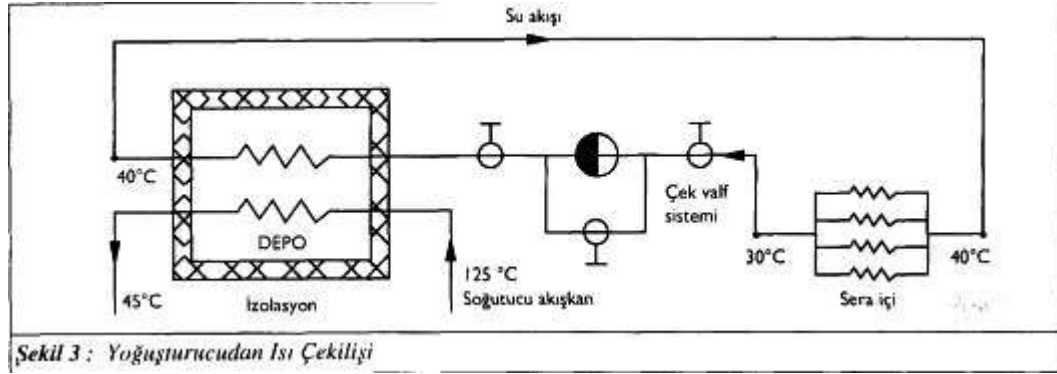 Su akışı
40°C
Çek valf
sistemi
DEPO
30°C
40°C
45°C
125 °C
İzolasyon
Soğutucu akışkan
Sera içi
Şekil 3 : Yoğuşturucudan Isı Çekilişi